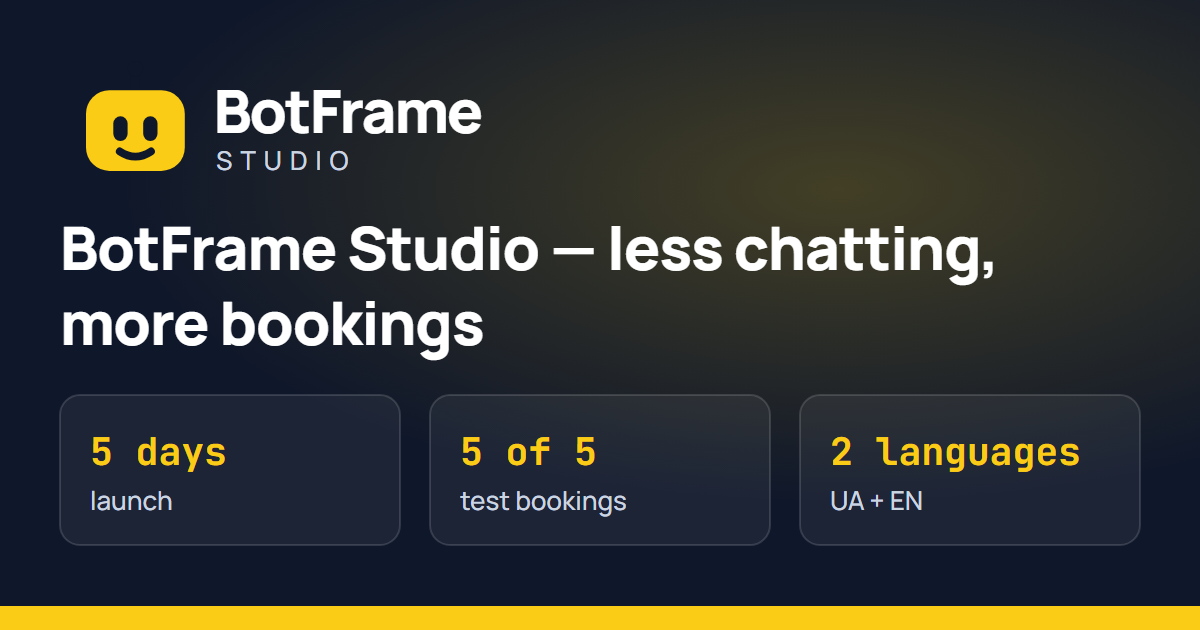 BotFrame
STUDIO
BotFrame Studio — less chatting,
more bookings
5 days
launch
5 of 5
test bookings
2 languages
UA + EN